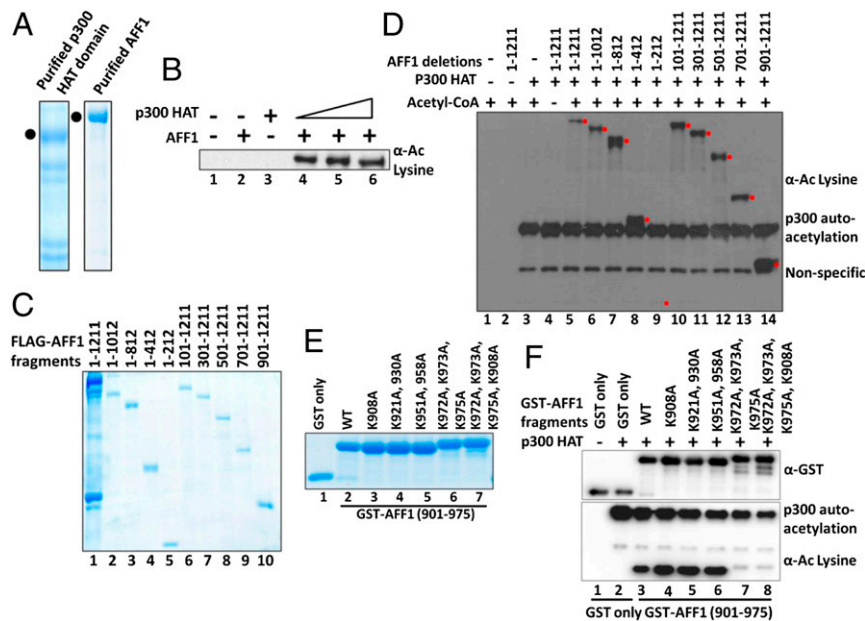 A
Purified p300
HAT domain
Purified AFF1
B
p300 HAT - - +
AFF1 - + - + + +
α-Ac
Lysine
1 2 3 4 5 6
C
FLAG-AFF1
fragments
1-1211
1-1012
1-812
1-412
1-212
101-1211
301-1211
501-1211
701-1211
901-1211
1 2 3 4 5 6 7 8 9 10
D
AFF1 deletions
-
1-1211
-
1-1211
1-1211
1-1012
1-812
1-412
1-212
101-1211
301-1211
501-1211
701-1211
901-1211
P300 HAT - - + + + + + + + + + + + +
Acetyl-CoA + + + - + + + + + + + + + +
α-Ac Lysine
p300 auto-
acetylation
Non-specific
1 2 3 4 5 6 7 8 9 10 11 12 13 14
E
GST only
WT
K908A
K921A, 930A
K951A, 958A
K972A, K973A,
K975A
K972A, K973A,
K975A, K908A
1 2 3 4 5 6 7
GST-AFF1 (901-975)
F
GST-AFF1
fragments
GST only
GST only
WT
K908A
K921A, 930A
K951A, 958A
K972A, K973A,
K975A
K972A, K973A,
K975A, K908A
p300 HAT - + + + + + + +
α-GST
p300 auto-
acetylation
α-Ac Lysine
1 2 3 4 5 6 7 8
GST only GST-AFF1 (901-975)